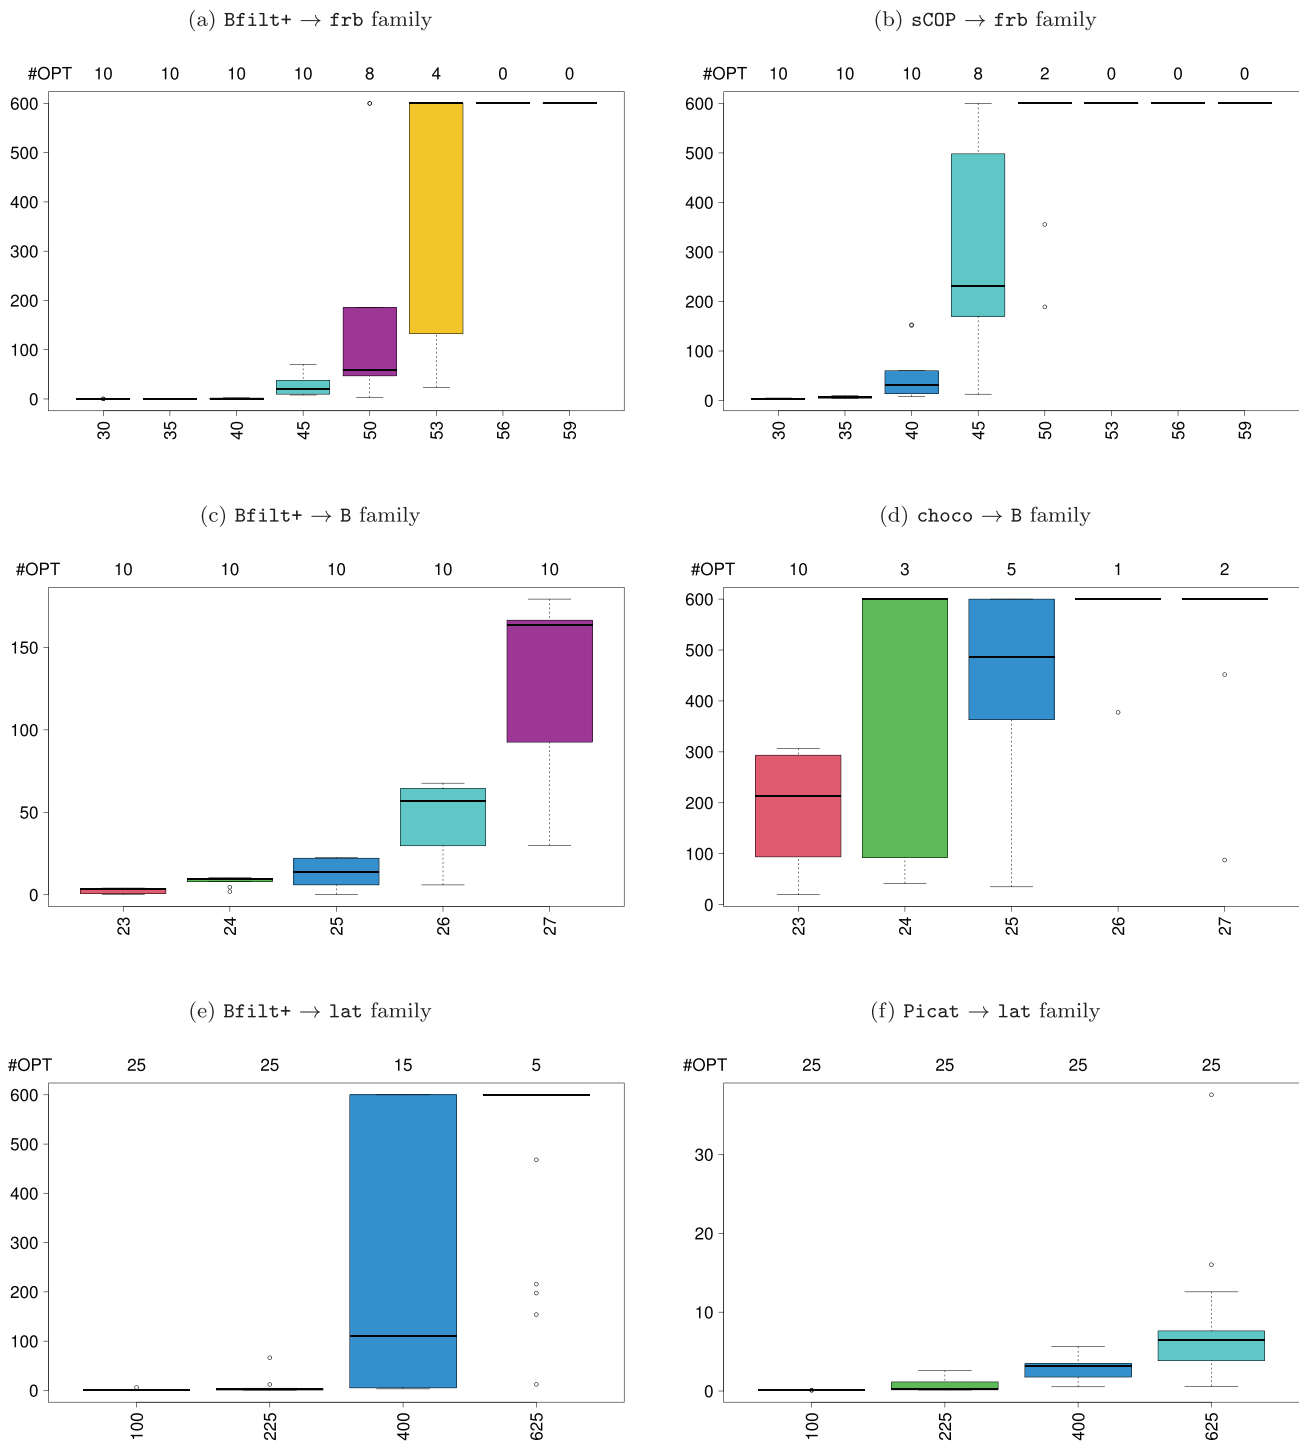 (a) Bfilt+ → frb family
#OPT 10 10 10 10 8 4 0 0
600
500
400
300
200
100
0
30 35 40 45 50 53 56 59
(b) sCOP → frb family
#OPT 10 10 10 8 2 0 0 0
600
500
400
300
200
100
0
30 35 40 45 50 53 56 59
(c) Bfilt+ → B family
#OPT 10 10 10 10 10
150
100
50
0
23 24 25 26 27
(d) choco → B family
#OPT 10 3 5 1 2
600
500
400
300
200
100
0
23 24 25 26 27
(e) Bfilt+ → lat family
#OPT 25 25 15 5
600
500
400
300
200
100
0
100 225 400 625
(f) Picat → lat family
#OPT 25 25 25 25
30
20
10
0
100 225 400 625